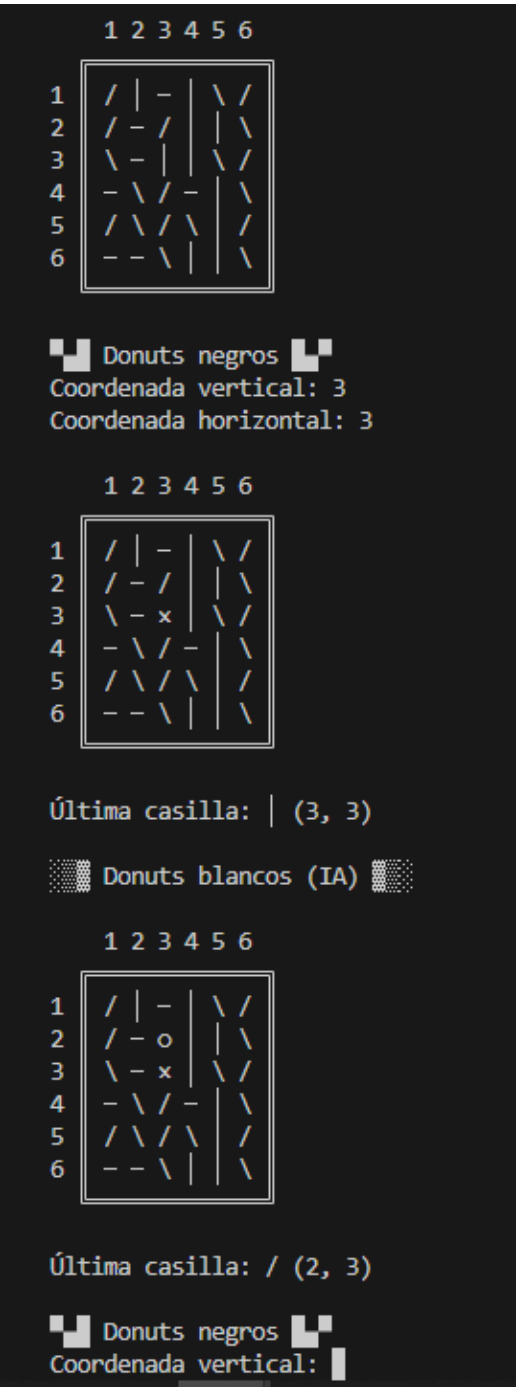 1 2 3 4 5 6
1 / | – | \ /
2 / – / | | \
3 \ – | | \ /
4 – \ / – | \
5 / \ / \ | /
6 – – \ | | \
▀▄█ Donuts negros █▄▀
Coordenada vertical: 3
Coordenada horizontal: 3
1 2 3 4 5 6
1 / | – | \ /
2 / – / | | \
3 \ – x | \ /
4 – \ / – | \
5 / \ / \ | /
6 – – \ | | \
Última casilla: | (3, 3)
░▒▓ Donuts blancos (IA) ▓▒░
1 2 3 4 5 6
1 / | – | \ /
2 / – o | | \
3 \ – x | \ /
4 – \ / – | \
5 / \ / \ | /
6 – – \ | | \
Última casilla: / (2, 3)
▀▄█ Donuts negros █▄▀
Coordenada vertical: